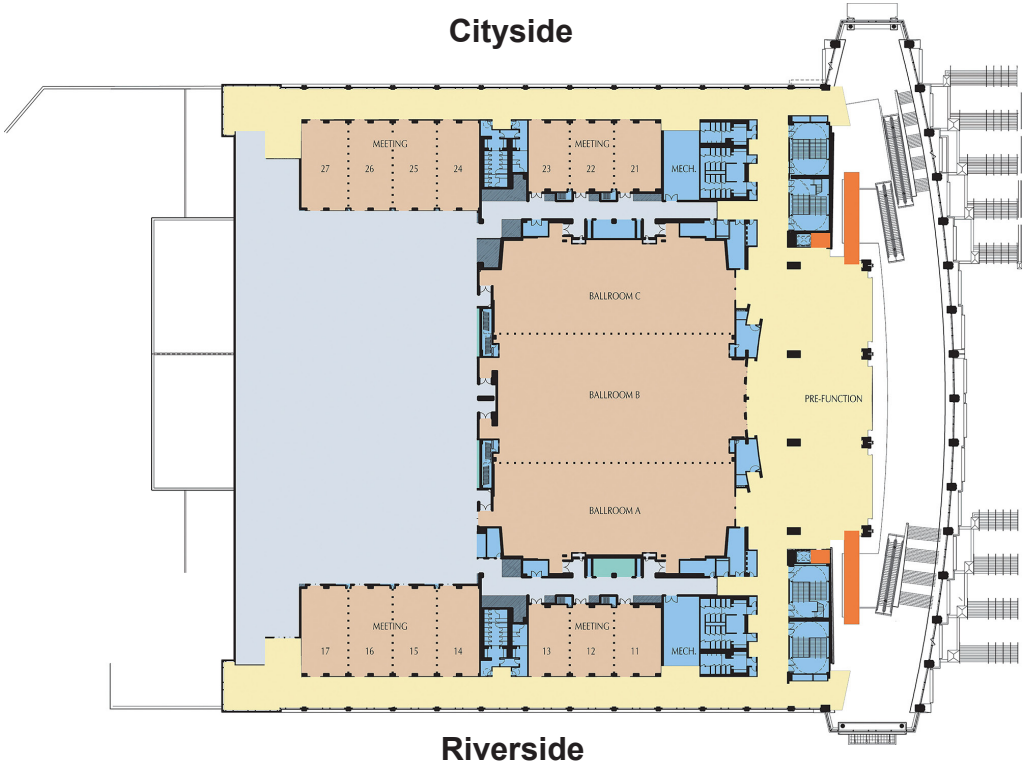 Cityside
MEETING
27 26 25 24
MEETING
23 22 21
MECH.
BALLROOM C
BALLROOM B
PRE-FUNCTION
BALLROOM A
MEETING
17 16 15 14
MEETING
13 12 11
MECH.
Riverside